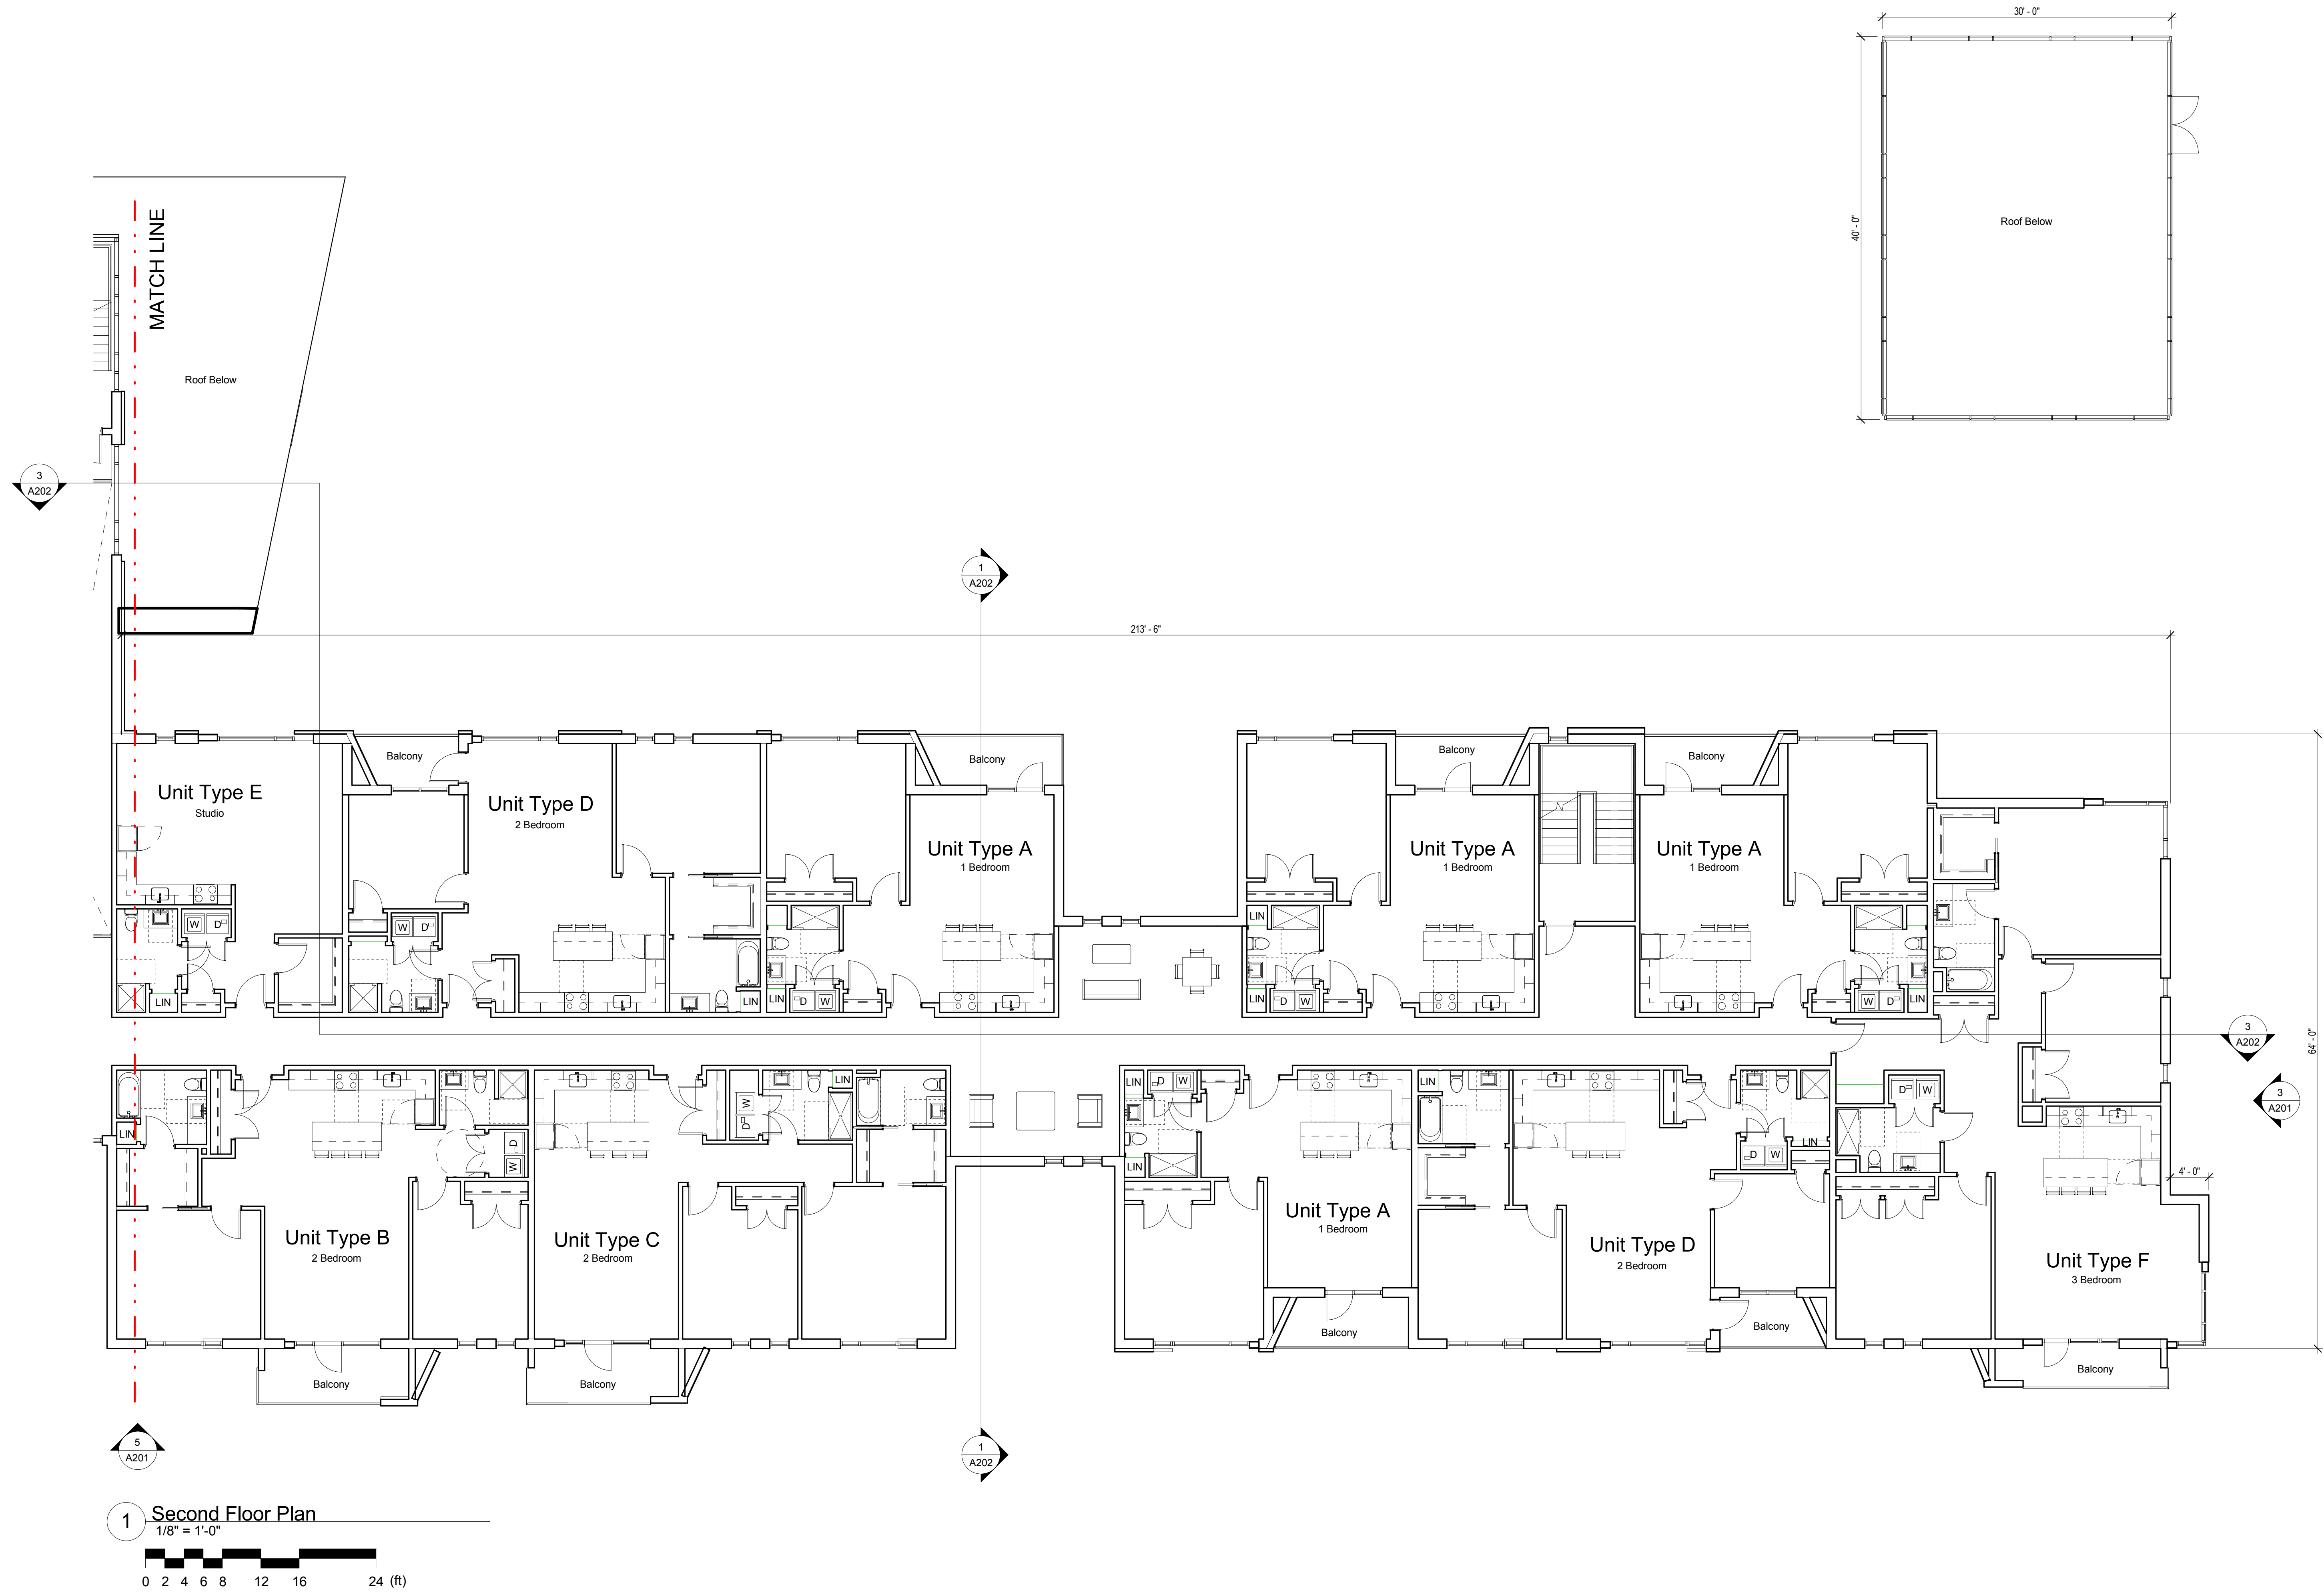 30' - 0"
40' - 0"
Roof Below
MATCH LINE
Roof Below
3
A202
1
A202
213' - 6"
Balcony
Balcony
Balcony
Balcony
Unit Type E
Studio
Unit Type D
2 Bedroom
Unit Type A
1 Bedroom
Unit Type A
1 Bedroom
Unit Type A
1 Bedroom
W D
W D
LIN
LIN
LIN
D W
LIN
LIN
D W
W D
LIN
3
A202
64' - 0"
3
A201
LIN
W
D
D
W
LIN
LIN
D W
LIN
LIN
D W
LIN
D W
4' - 0"
Unit Type B
2 Bedroom
Unit Type C
2 Bedroom
Unit Type A
1 Bedroom
Unit Type D
2 Bedroom
Unit Type F
3 Bedroom
Balcony
Balcony
Balcony
Balcony
Balcony
5
A201
1
A202
1 Second Floor Plan
1/8" = 1'-0"
0 2 4 6 8 12 16 24 (ft)